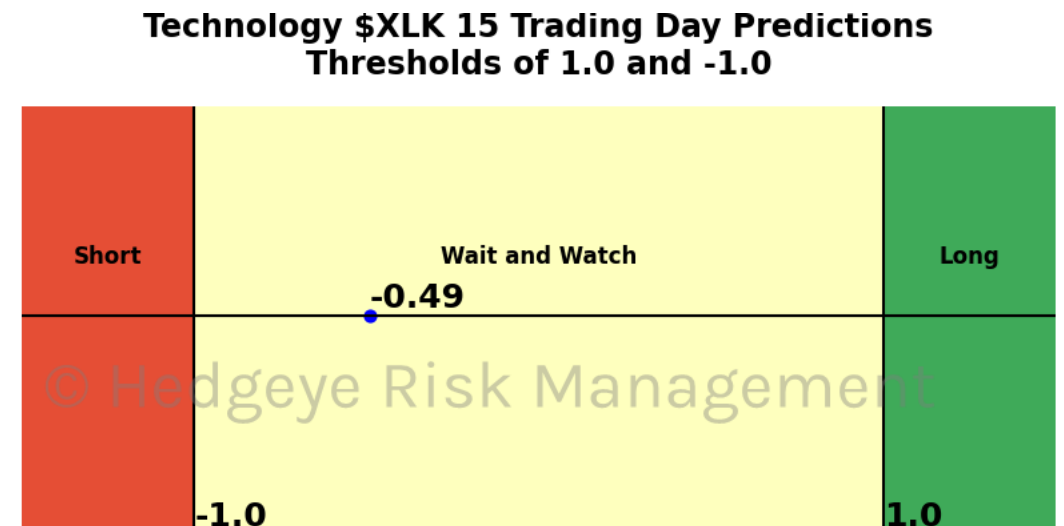 Technology $XLK 15 Trading Day Predictions
Thresholds of 1.0 and -1.0
Short
Wait and Watch
Long
-0.49
© Hedgeye Risk Management
-1.0
1.0